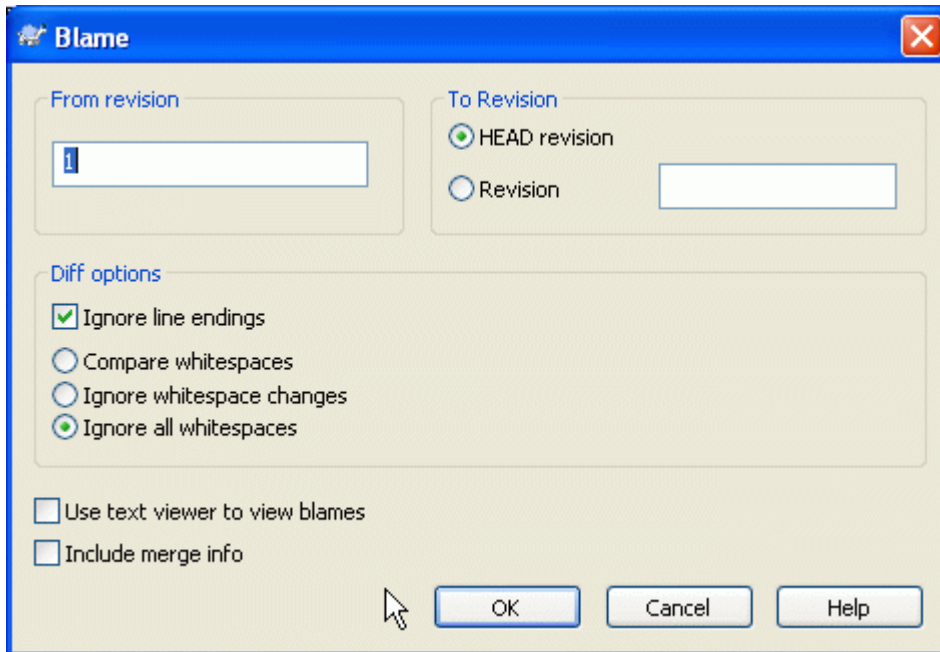 Blame
From revision
1
To Revision
HEAD revision
Revision
Diff options
Ignore line endings
Compare whitespaces
Ignore whitespace changes
Ignore all whitespaces
Use text viewer to view blames
Include merge info
OK Cancel Help